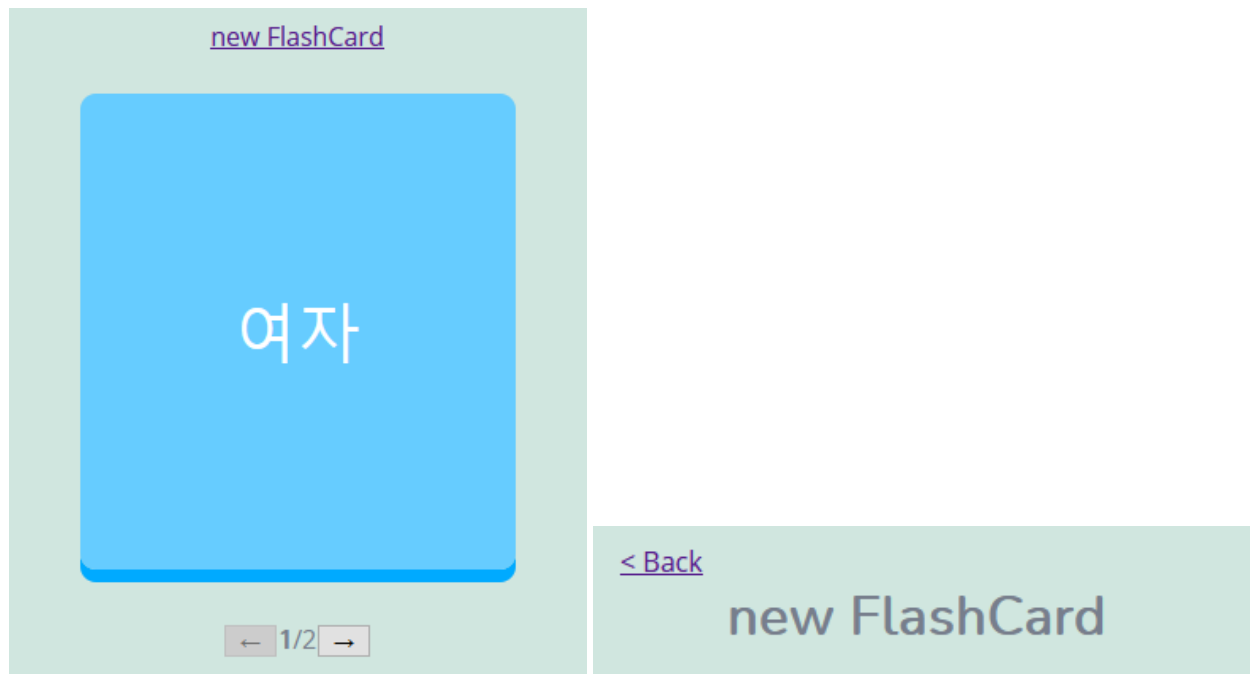 new FlashCard
여자
← 1/2 →
< Back
new FlashCard